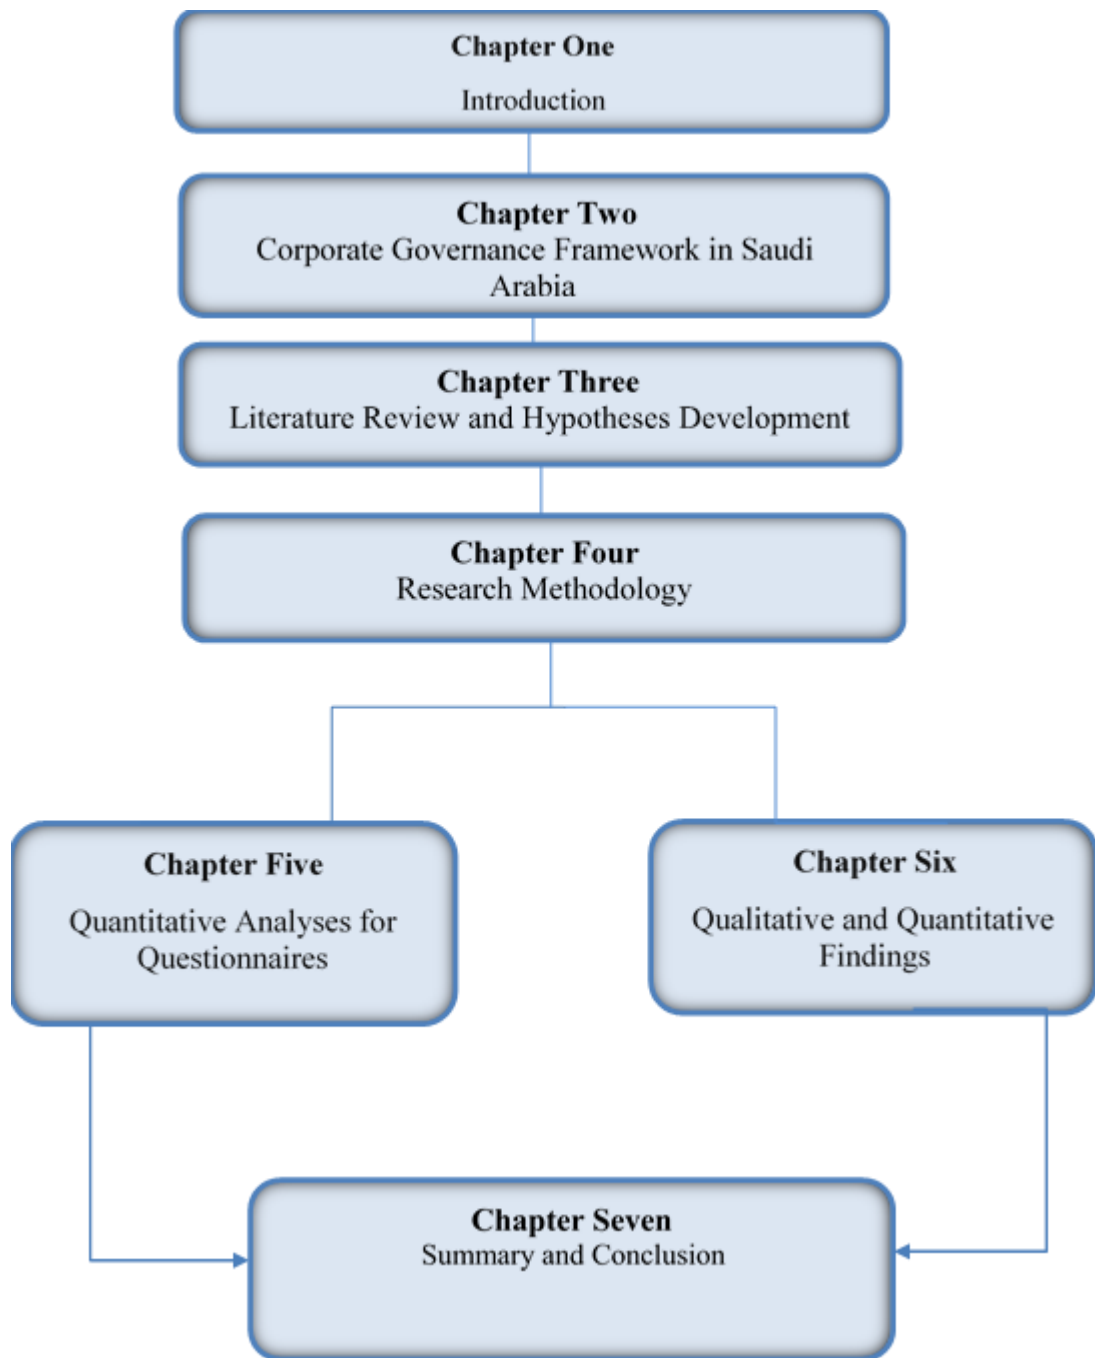 Chapter One
Introduction
Chapter Two
Corporate Governance Framework in Saudi
Arabia
Chapter Three
Literature Review and Hypotheses Development
Chapter Four
Research Methodology
Chapter Five
Quantitative Analyses for
Questionnaires
Chapter Six
Qualitative and Quantitative
Findings
Chapter Seven
Summary and Conclusion